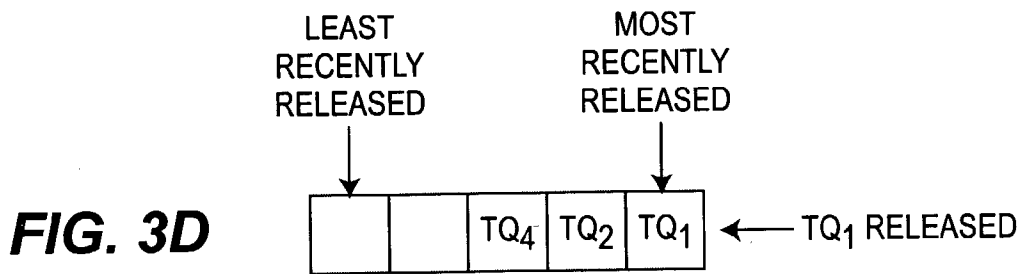 LEAST
RECENTLY
RELEASED
MOST
RECENTLY
RELEASED
FIG. 3D
TQ4 TQ2 TQ1
TQ1 RELEASED